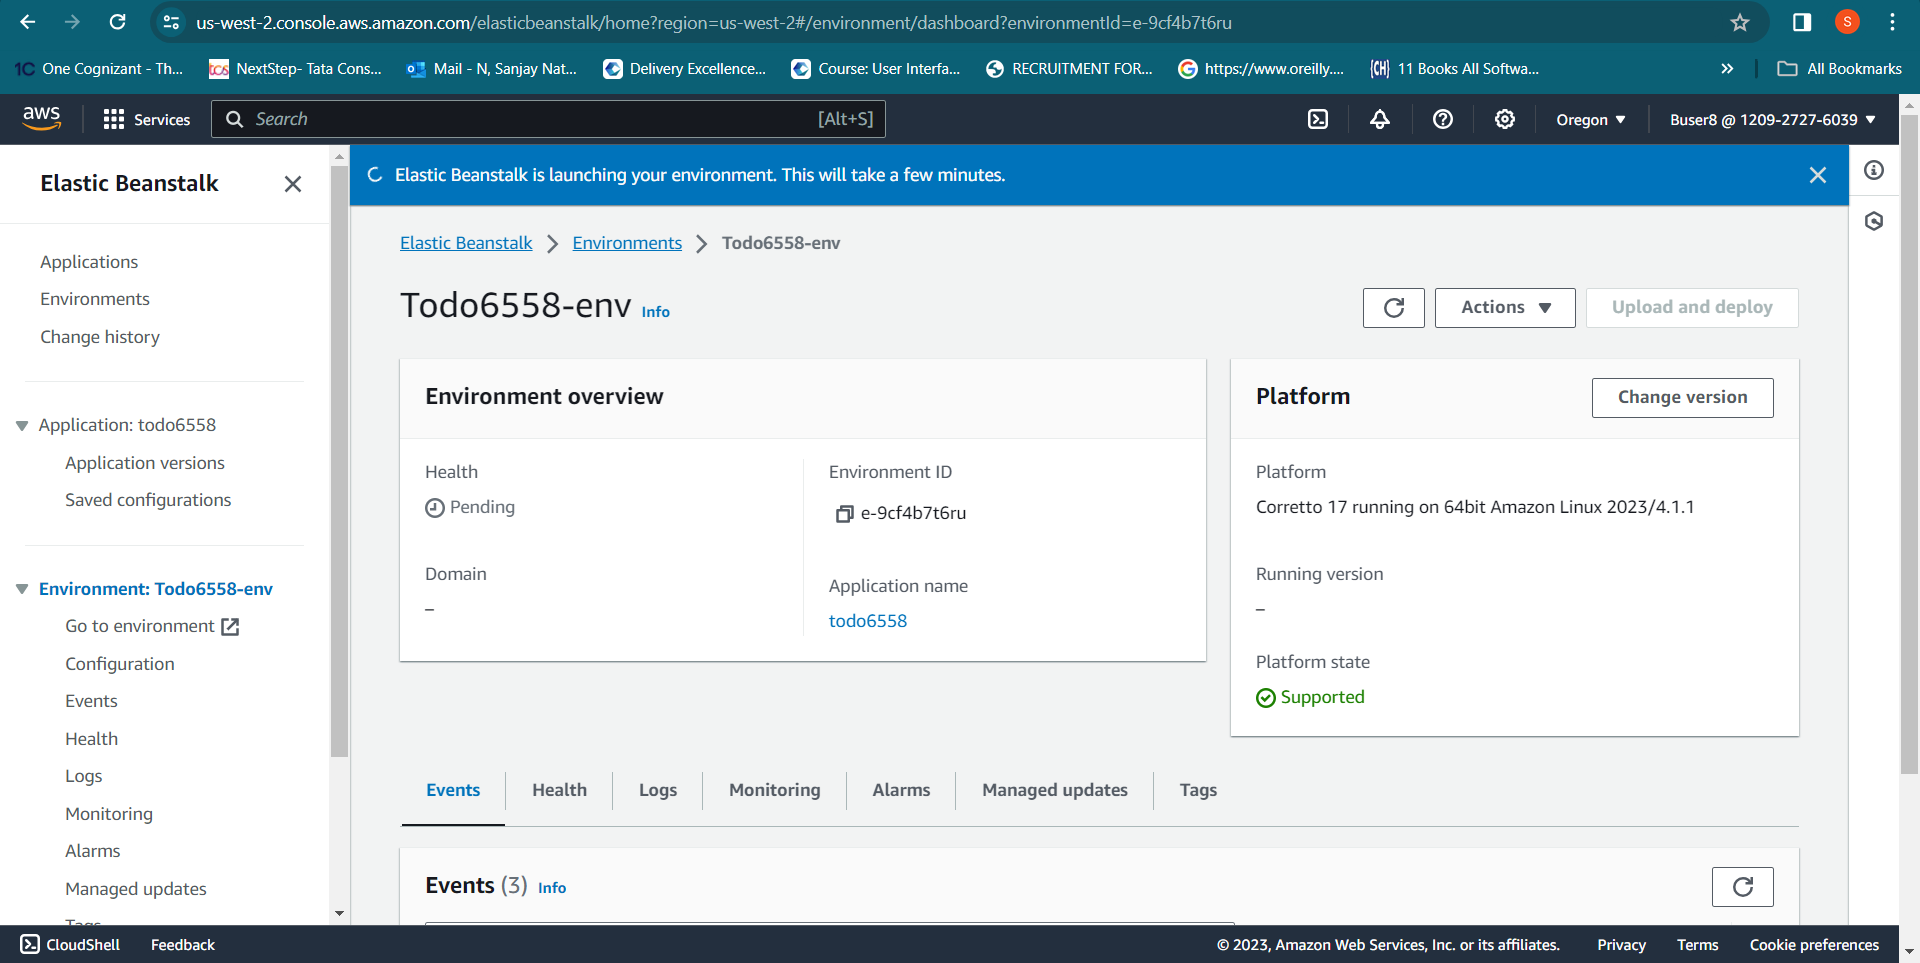 us-west-2.console.aws.amazon.com/elasticbeanstalk/home?region=us-west-2#/environment/dashboard?environmentId=e-9cf4b7t6ru
S
1C One Cognizant - Th...
tcs NextStep- Tata Cons...
Mail - N, Sanjay Nat...
Delivery Excellence...
Course: User Interfa...
RECRUITMENT FOR...
https://www.oreilly....
{CH} 11 Books All Softwa...
All Bookmarks
aws
Services
Search [Alt+S]
Oregon
Buser8 @ 1209-2727-6039
Elastic Beanstalk
Applications
Environments
Change history
Application: todo6558
Application versions
Saved configurations
Environment: Todo6558-env
Go to environment
Configuration
Events
Health
Logs
Monitoring
Alarms
Managed updates
Tags
Elastic Beanstalk is launching your environment. This will take a few minutes.
Elastic Beanstalk > Environments > Todo6558-env
Todo6558-env Info
Actions
Upload and deploy
Environment overview
Health
Pending
Domain
–
Environment ID
e-9cf4b7t6ru
Application name
todo6558
Platform
Change version
Platform
Corretto 17 running on 64bit Amazon Linux 2023/4.1.1
Running version
–
Platform state
Supported
Events
Health
Logs
Monitoring
Alarms
Managed updates
Tags
Events (3) Info
CloudShell
Feedback
© 2023, Amazon Web Services, Inc. or its affiliates.
Privacy
Terms
Cookie preferences